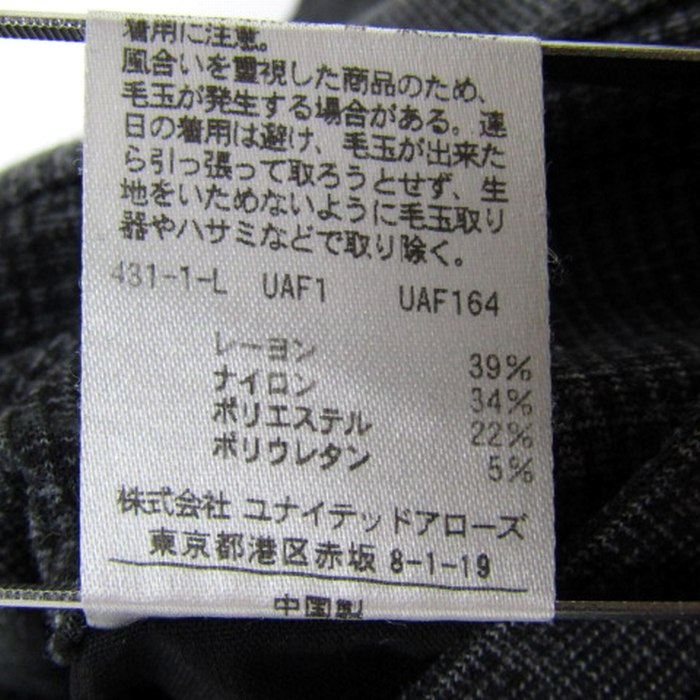 着用に注意。
風合いを重視した商品のため、
毛玉が発生する場合がある。連
日の着用は避け、毛玉が出来た
ら引っ張って取ろうとせず、生
地をいためないように毛玉取り
器やハサミなどで取り除く。
431-1-L UAF1 UAF164
レーヨン 39%
ナイロン 34%
ポリエステル 22%
ポリウレタン 5%
株式会社 ユナイテッドアローズ
東京都港区赤坂 8-1-19
中国製